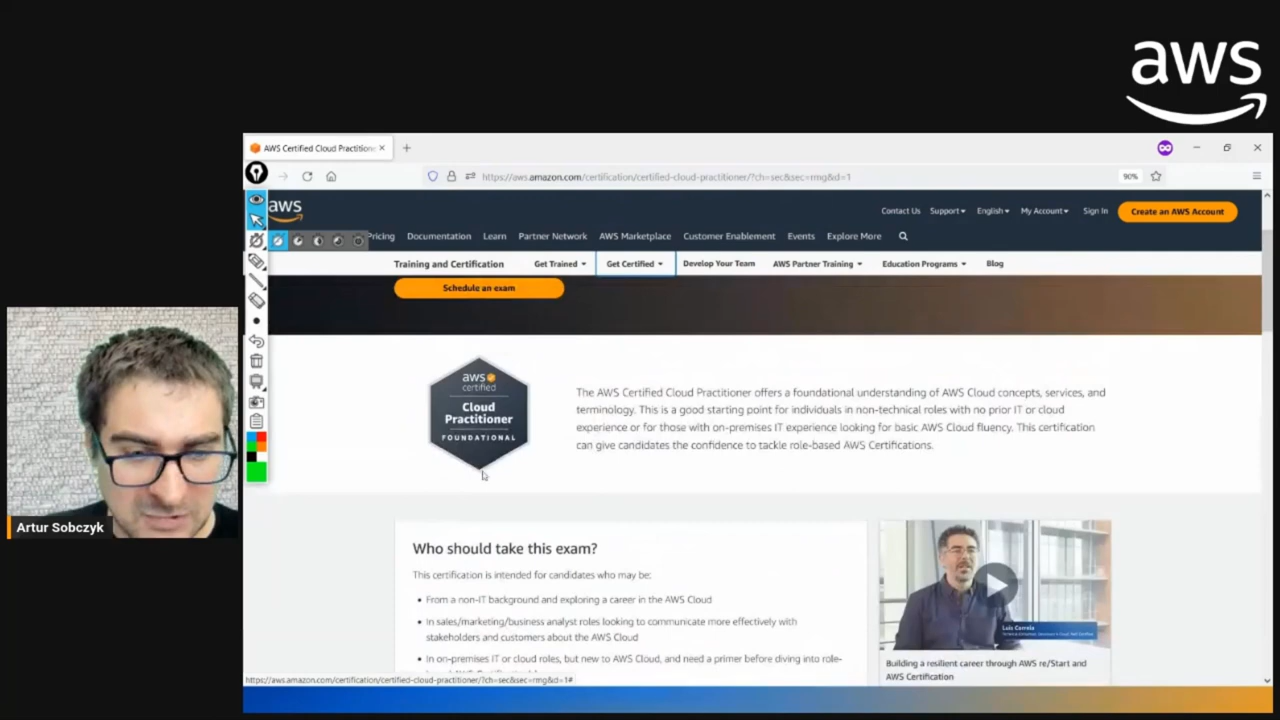 aws
AWS Certified Cloud Practitione
https://aws.amazon.com/certification/certified-cloud-practitioner/?ch=sec&sec=rmg&d=1
90%
aws
Contact Us Support English My Account Sign In Create an AWS Account
Pricing Documentation Learn Partner Network AWS Marketplace Customer Enablement Events Explore More
Training and Certification Get Trained Get Certified Develop Your Team AWS Partner Training Education Programs Blog
Schedule an exam
aws
certified
Cloud
Practitioner
FOUNDATIONAL
The AWS Certified Cloud Practitioner offers a foundational understanding of AWS Cloud concepts, services, and
terminology. This is a good starting point for individuals in non-technical roles with no prior IT or cloud
experience or for those with on-premises IT experience looking for basic AWS Cloud fluency. This certification
can give candidates the confidence to tackle role-based AWS Certifications.
Artur Sobczyk
Who should take this exam?
This certification is intended for candidates who may be:
• From a non-IT background and exploring a career in the AWS Cloud
• In sales/marketing/business analyst roles looking to communicate more effectively with
stakeholders and customers about the AWS Cloud
• In on-premises IT or cloud roles, but new to AWS Cloud, and need a primer before diving into role-
Luis Correia
Building a resilient career through AWS re/Start and
AWS Certification
https://aws.amazon.com/certification/certified-cloud-practitioner/?ch=sec&sec=rmg&d=1#